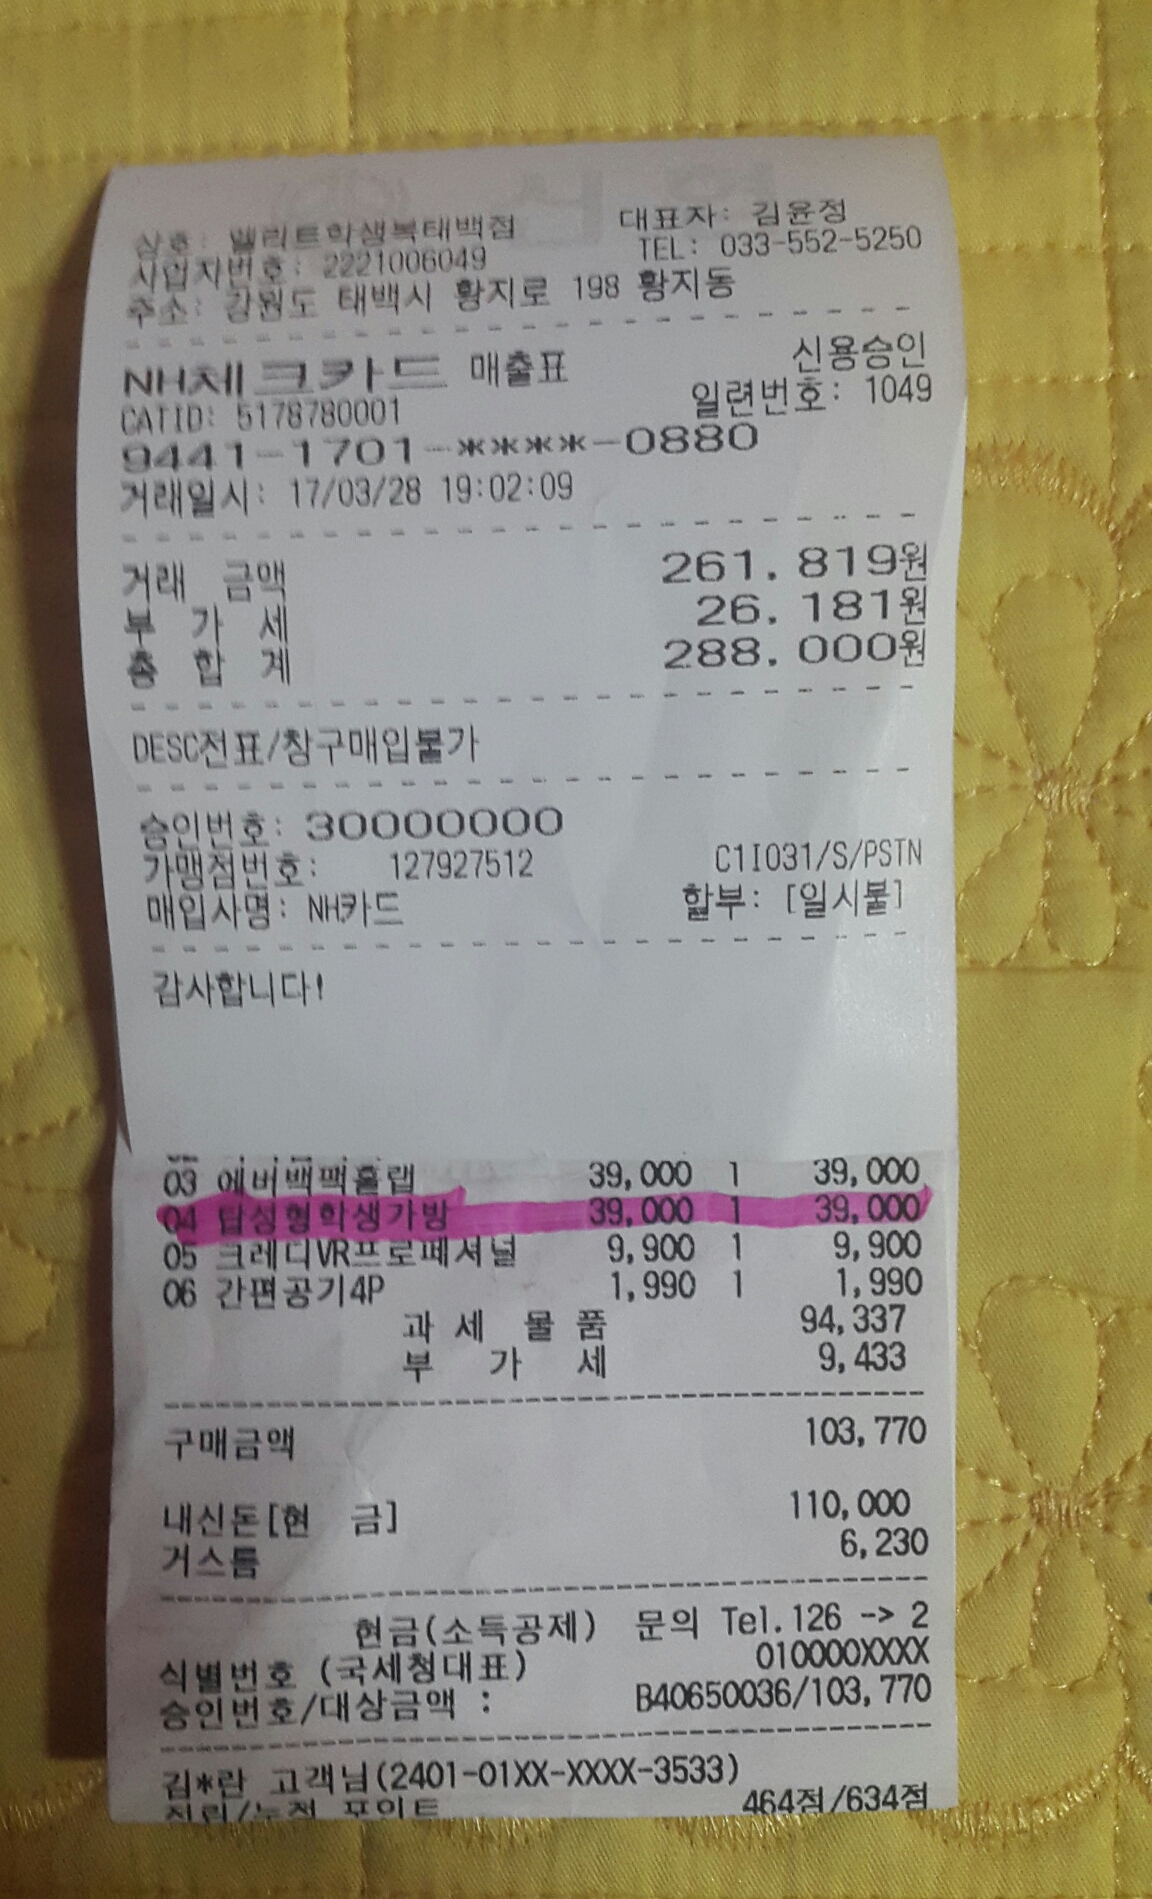 상호: 엘리트학생복태백점 대표자: 김윤정
사업자번호: 2221006049 TEL: 033-552-5250
주소: 강원도 태백시 황지로 198 황지동
NH체크카드 매출표 신용승인
CATID: 5178780001 일련번호: 1049
9441-1701-****-0880
거래일시: 17/03/28 19:02:09
거래 금액 261.819원
부 가 세 26.181원
총 합 계 288.000원
DESC전표/창구매입불가
승인번호: 30000000
가맹점번호: 127927512 C1I031/S/PSTN
매입사명: NH카드 할부: [일시불]
감사합니다!
03 에버백팩홀랩 39,000 1 39,000
04 탑성형학생가방 39,000 1 39,000
05 크레디VR프로페셔널 9,900 1 9,900
06 간편공기4P 1,990 1 1,990
과 세 물 품 94,337
부 가 세 9,433
구매금액 103,770
내신돈[현 금] 110,000
거스름 6,230
현금(소득공제) 문의 Tel.126 -> 2
식별번호 (국세청대표) 010000XXXX
승인번호/대상금액 : B40650036/103,770
김*란 고객님(2401-01XX-XXXX-3533)
적립/누적 포인트 464점/634점